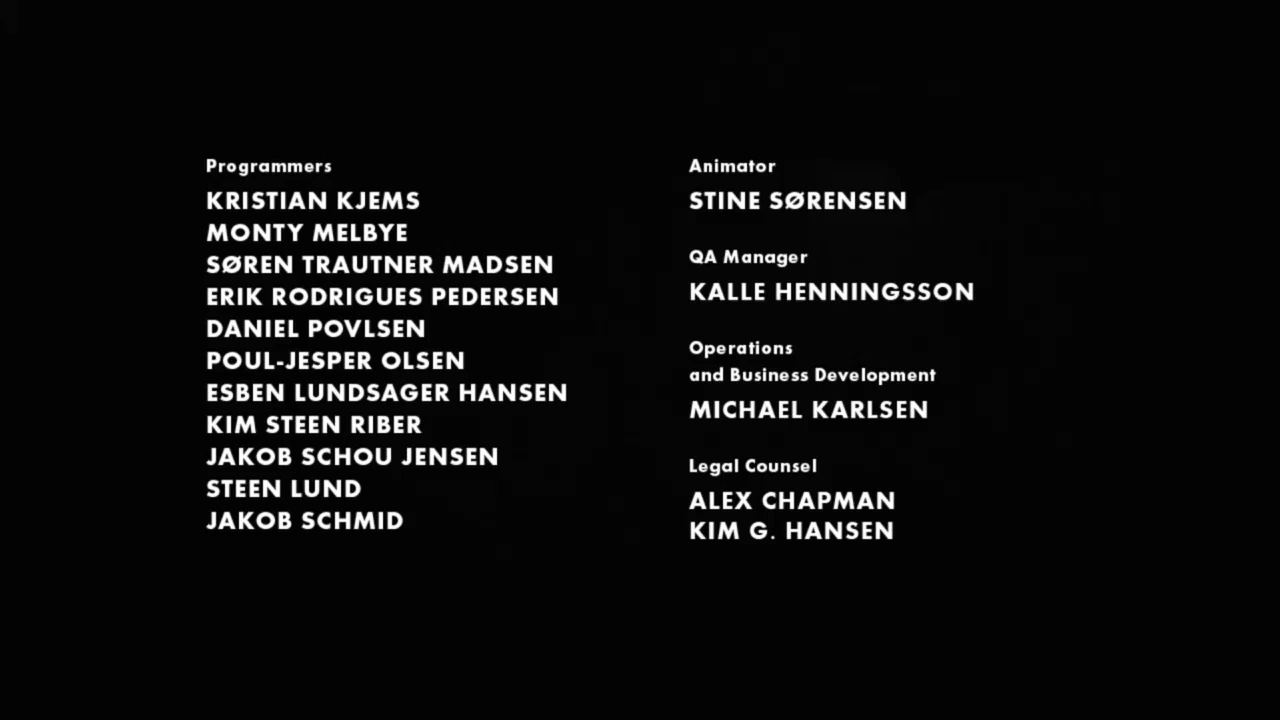 Programmers
KRISTIAN KJEMS
MONTY MELBYE
SØREN TRAUTNER MADSEN
ERIK RODRIGUES PEDERSEN
DANIEL POVLSEN
POUL-JESPER OLSEN
ESBEN LUNDSAGER HANSEN
KIM STEEN RIBER
JAKOB SCHOU JENSEN
STEEN LUND
JAKOB SCHMID
Animator
STINE SØRENSEN
QA Manager
KALLE HENNINGSSON
Operations
and Business Development
MICHAEL KARLSEN
Legal Counsel
ALEX CHAPMAN
KIM G. HANSEN